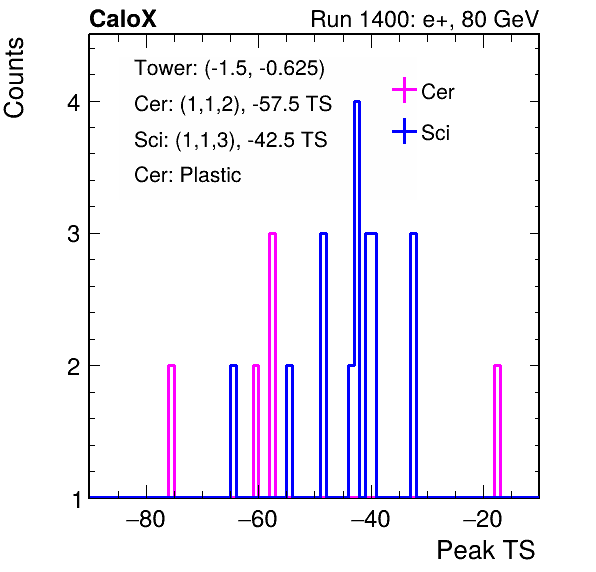 CaloX Run 1400: e+, 80 GeV
Counts
Tower: (-1.5, -0.625)
Cer: (1,1,2), -57.5 TS
Sci: (1,1,3), -42.5 TS
Cer: Plastic
Cer
Sci
4
3
2
1
−80 −60 −40 −20
Peak TS